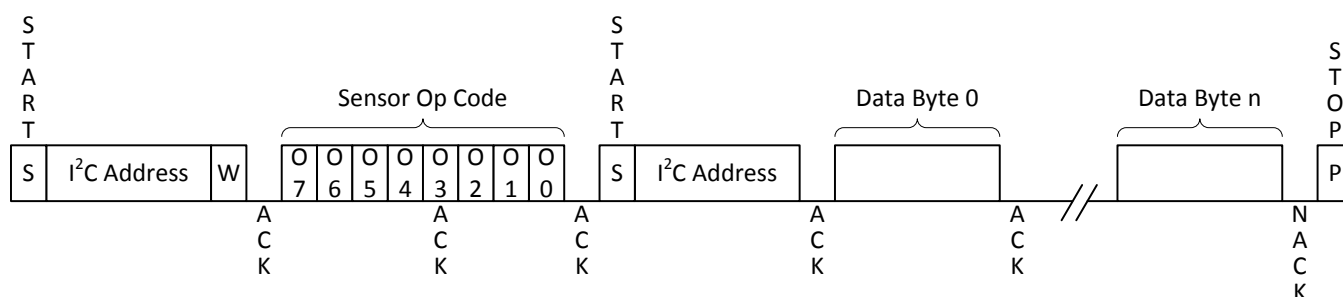 START
START
STOP
Sensor Op Code
Data Byte 0
Data Byte n
S
I²C Address
W
O7
O6
O5
O4
O3
O2
O1
O0
S
I²C Address
P
ACK
ACK
ACK
ACK
ACK
NACK